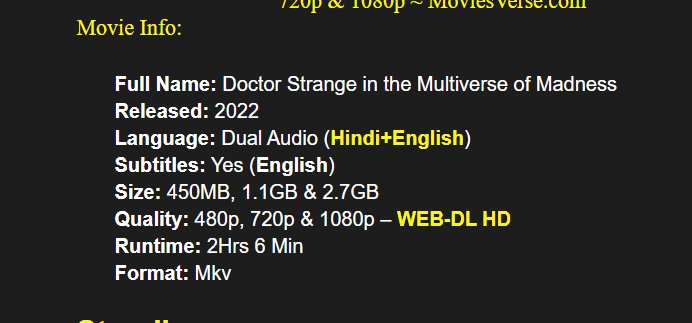 720p & 1080p ~ MoviesVerse.com
Movie Info:
Full Name: Doctor Strange in the Multiverse of Madness
Released: 2022
Language: Dual Audio (Hindi+English)
Subtitles: Yes (English)
Size: 450MB, 1.1GB & 2.7GB
Quality: 480p, 720p & 1080p – WEB-DL HD
Runtime: 2Hrs 6 Min
Format: Mkv